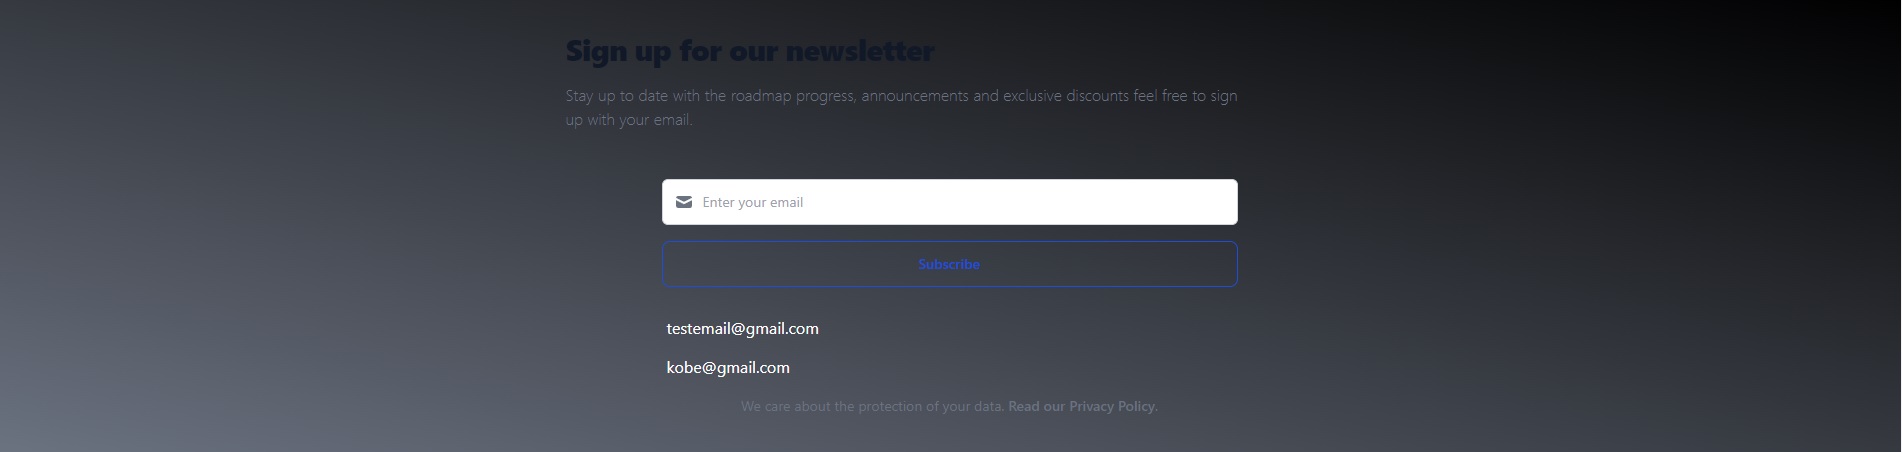 Sign up for our newsletter
Stay up to date with the roadmap progress, announcements and exclusive discounts feel free to sign
up with your email.
Enter your email
Subscribe
testemail@gmail.com
kobe@gmail.com
We care about the protection of your data. Read our Privacy Policy.